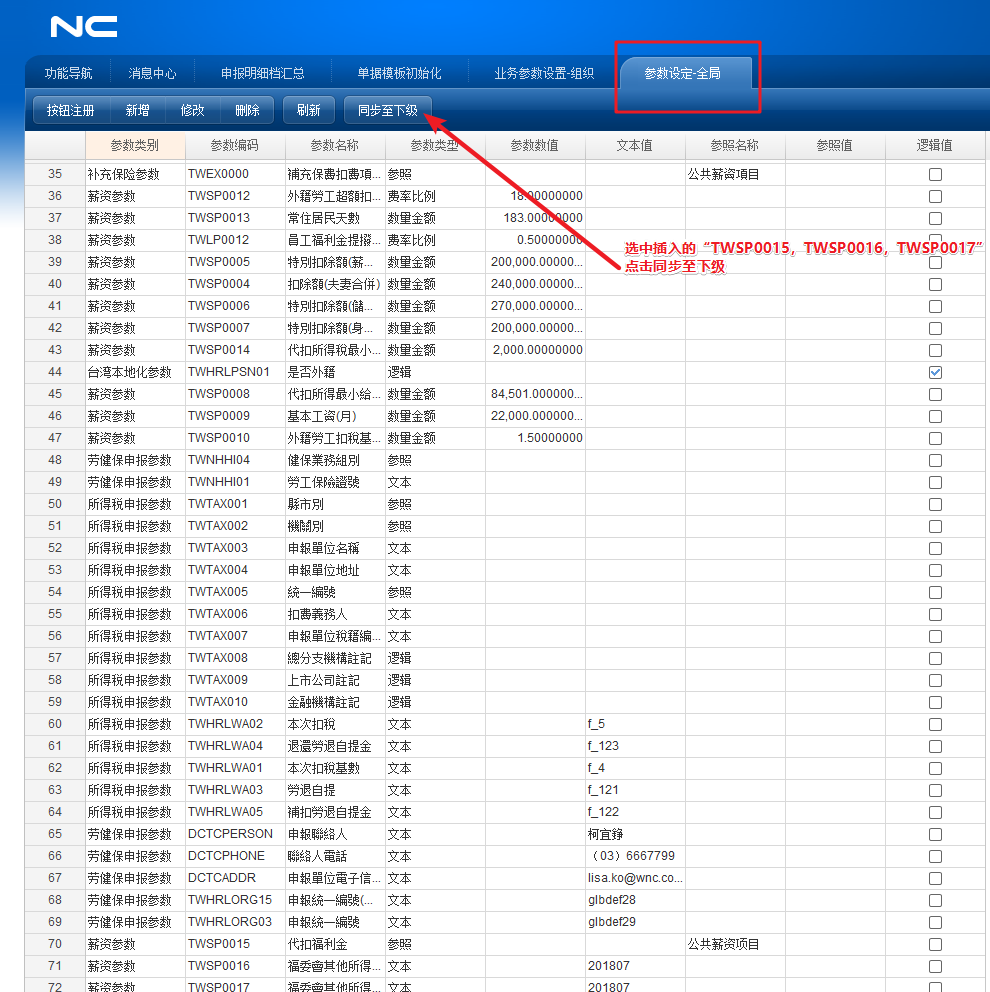 NC
功能导航 消息中心 申报明细档汇总 单据模板初始化 业务参数设置-组织 参数设定-全局
按钮注册 新增 修改 删除 刷新 同步至下级
参数类别 参数编码 参数名称 参数类型 参数数值 文本值 参照名称 参照值 逻辑值
35 补充保险参数 TWEX0000 補充保費扣費項... 参照 公共薪资项目
36 薪资参数 TWSP0012 外籍勞工超額扣... 费率比例 18.00000000
37 薪资参数 TWSP0013 常住居民天數 数量金额 183.00000000
38 薪资参数 TWLP0012 員工福利金提撥... 费率比例 0.50000000
选中插入的“TWSP0015，TWSP0016，TWSP0017”
39 薪资参数 TWSP0005 特別扣除額(薪... 数量金额 200,000.00000...
点击同步至下级
40 薪资参数 TWSP0004 扣除額(夫妻合併) 数量金额 240,000.00000...
41 薪资参数 TWSP0006 特別扣除額(儲... 数量金额 270,000.00000...
42 薪资参数 TWSP0007 特別扣除額(身... 数量金额 200,000.00000...
43 薪资参数 TWSP0014 代扣所得稅最小... 数量金额 2,000.00000000
44 台湾本地化参数 TWHRLPSN01 是否外籍 逻辑
45 薪资参数 TWSP0008 代扣所得最小给... 数量金额 84,501.000000...
46 薪资参数 TWSP0009 基本工資(月) 数量金额 22,000.000000...
47 薪资参数 TWSP0010 外籍勞工扣稅基... 数量金额 1.50000000
48 劳健保申报参数 TWNHHI04 健保業務組別 参照
49 劳健保申报参数 TWNHHI01 勞工保險證號 文本
50 所得税申报参数 TWTAX001 縣市別 参照
51 所得税申报参数 TWTAX002 機關別 参照
52 所得税申报参数 TWTAX003 申報單位名稱 文本
53 所得税申报参数 TWTAX004 申報單位地址 文本
54 所得税申报参数 TWTAX005 統一編號 参照
55 所得税申报参数 TWTAX006 扣費義務人 文本
56 所得税申报参数 TWTAX007 申報單位稅籍編... 文本
57 所得税申报参数 TWTAX008 總分支機構註記 逻辑
58 所得税申报参数 TWTAX009 上市公司註記 逻辑
59 所得税申报参数 TWTAX010 金融機構註記 逻辑
60 所得税申报参数 TWHRLWA02 本次扣稅 文本 f_5
61 所得税申报参数 TWHRLWA04 退還勞退自提金 文本 f_123
62 所得税申报参数 TWHRLWA01 本次扣稅基數 文本 f_4
63 所得税申报参数 TWHRLWA03 勞退自提 文本 f_121
64 所得税申报参数 TWHRLWA05 補扣勞退自提金 文本 f_122
65 劳健保申报参数 DCTCPERSON 申報聯絡人 文本 柯宜錚
66 劳健保申报参数 DCTCPHONE 聯絡人電話 文本 （03）6667799
67 劳健保申报参数 DCTCADDR 申報單位電子信... 文本 lisa.ko@wnc.co...
68 劳健保申报参数 TWHRLORG15 申報統一編號(... 文本 glbdef28
69 劳健保申报参数 TWHRLORG03 申報統一編號 文本 glbdef29
70 薪资参数 TWSP0015 代扣福利金 参照 公共薪资项目
71 薪资参数 TWSP0016 福委會其他所得... 文本 201807
72 薪资参数 TWSP0017 福委會其他所得... 文本 201807